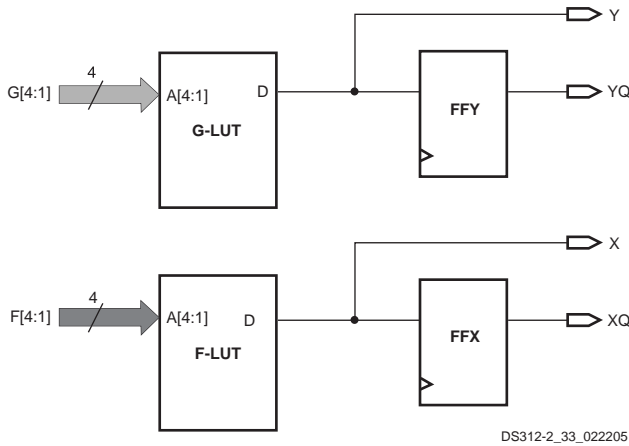 Y
4
G[4:1]
A[4:1]
D
YQ
FFY
G-LUT
X
4
F[4:1]
A[4:1]
D
XQ
FFX
F-LUT
DS312-2_33_022205